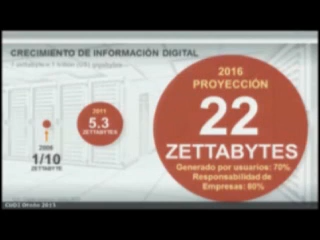 CRECIMIENTO DE INFORMACIÓN DIGITAL
2016
PROYECCIÓN
22
ZETTABYTES
Generado por usuarios: 70%
Responsabilidad de
Empresas: 80%
2011
5.3
ZETTABYTES
1/10
ZETTABYTE